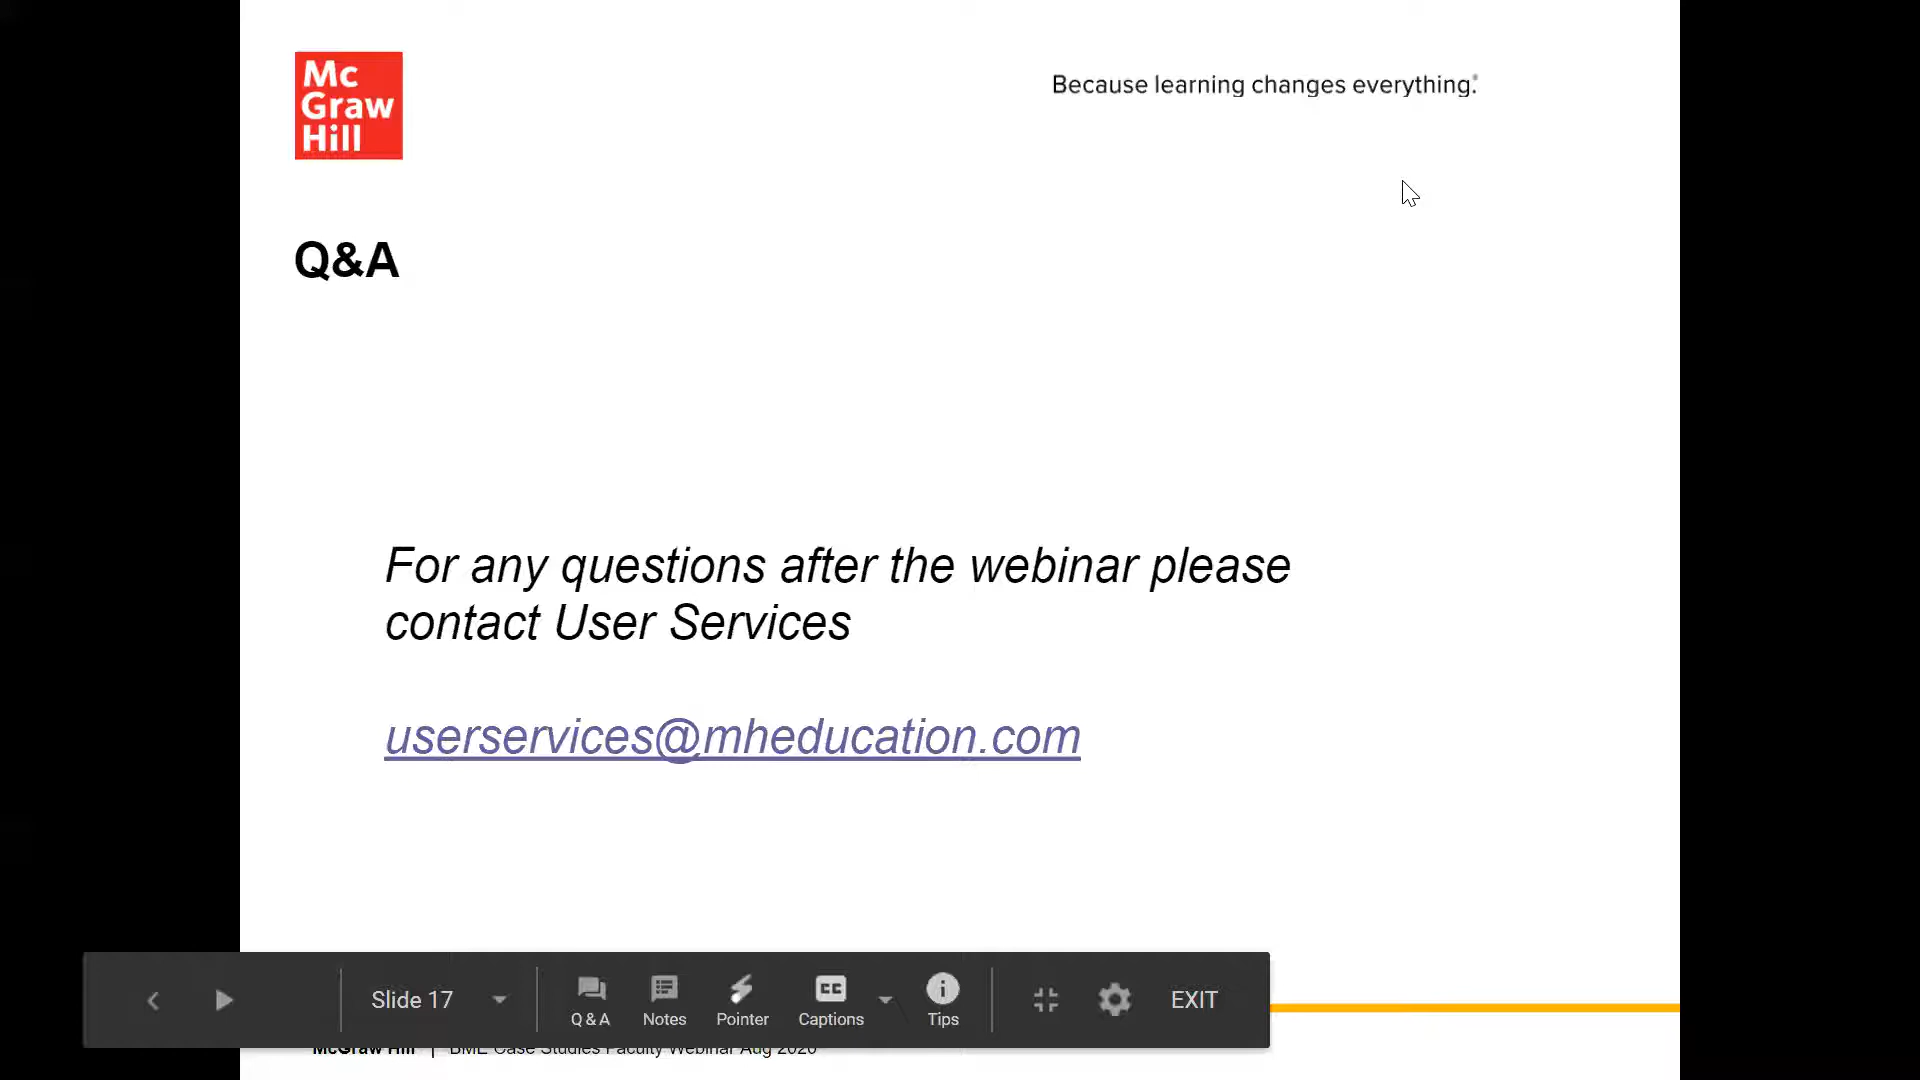 Mc
Graw
Hill
Because learning changes everything.®
Q&A
For any questions after the webinar please
contact User Services
userservices@mheducation.com
Slide 17
Q & A
Notes
Pointer
CC
Captions
Tips
EXIT
McGraw Hill | BME Case Studies Faculty Webinar Aug 2020